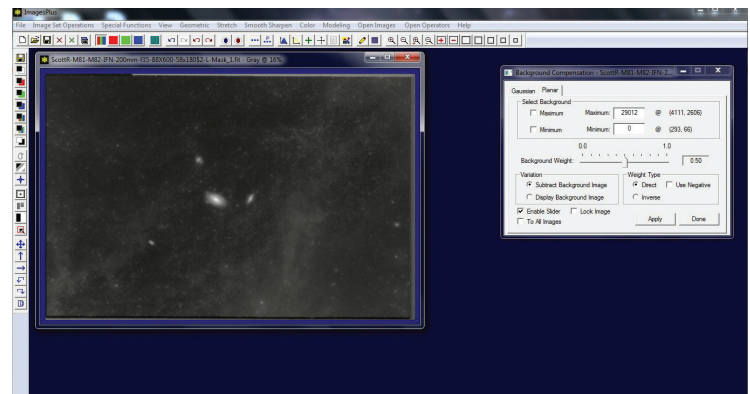 ImagesPlus
File Image Set Operations Special Functions View Geometric Stretch Smooth Sharpen Color Modeling Open Images Open Operators Help
ScottR-M81-M82-IFN-200mm-f35-88X600-58x180$2-L-Mask_1.fit - Gray @ 16%
Background Compensation - ScottR-M81-M82-IFN-2...
Gaussian Planar
Select Background
Maximum Maximum: 29012 @ (4111, 2606)
Minimum Minimum: 0 @ (293, 66)
0.0 1.0
Background Weight: 0.50
Variation Weight Type
Subtract Background Image Direct Use Negative
Display Background Image Inverse
Enable Slider Lock Image
To All Images Apply Done